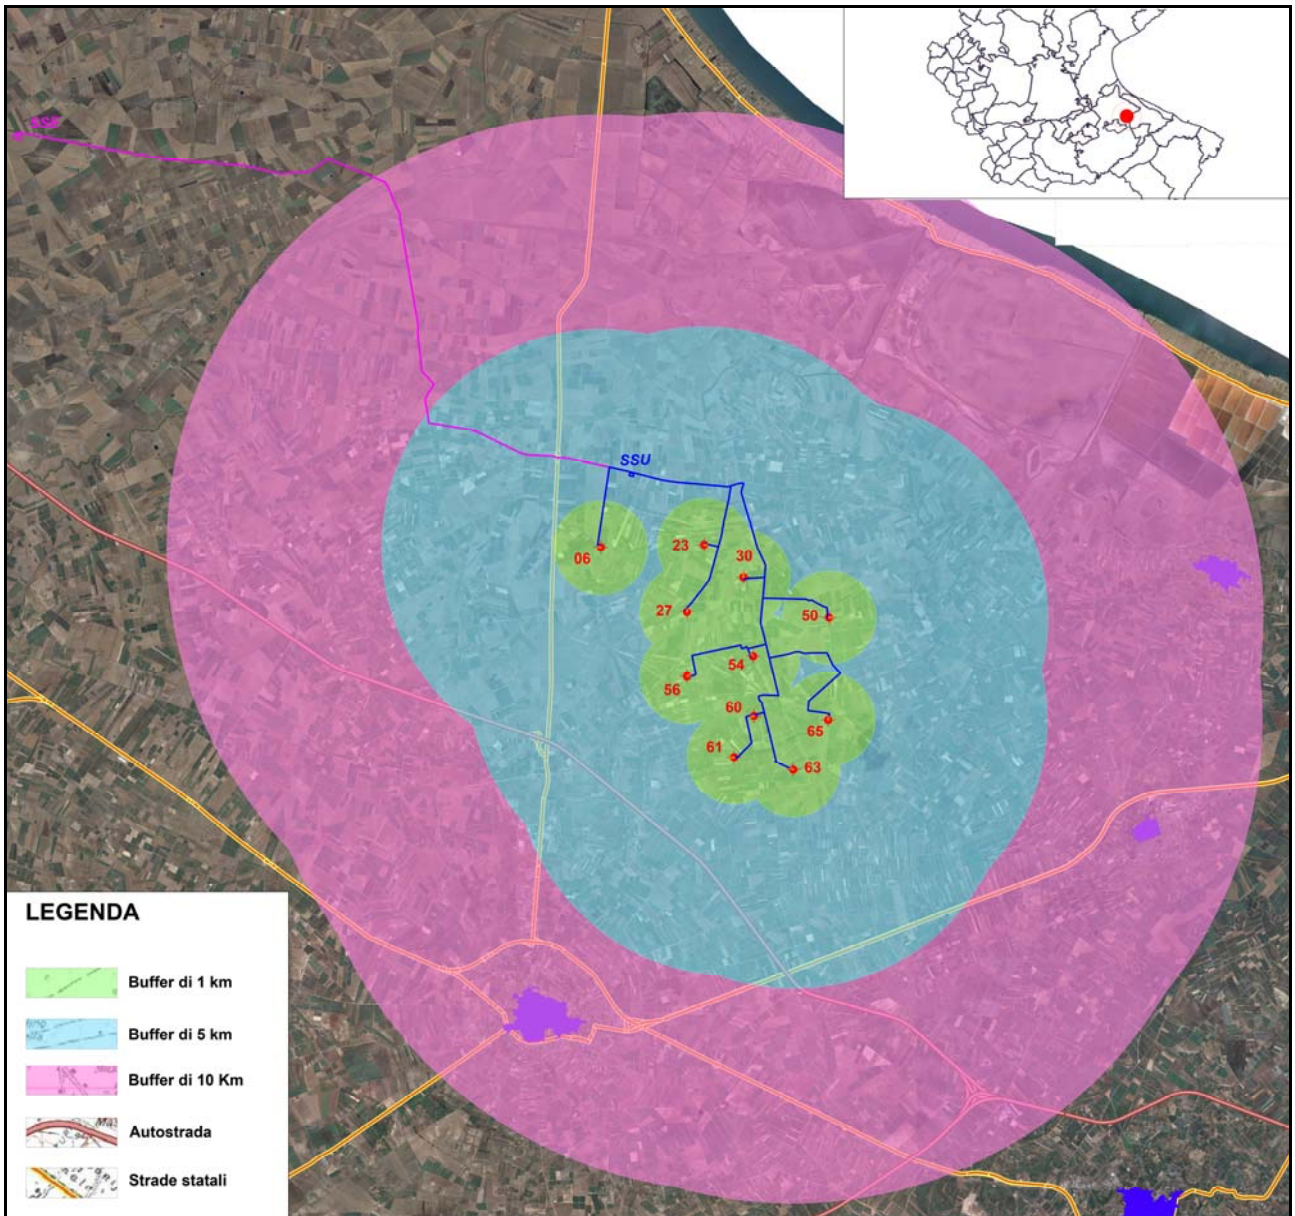 SSE
SSU
06
23
30
27
50
54
56
60
65
61
63
LEGENDA
Buffer di 1 km
Buffer di 5 km
Buffer di 10 Km
Autostrada
Strade statali